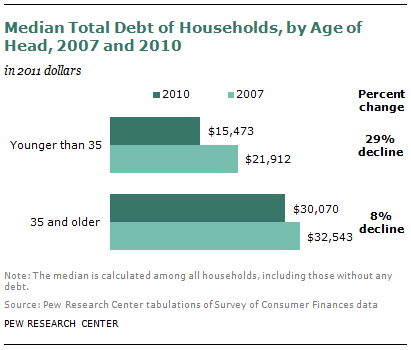 Median Total Debt of Households, by Age of
Head, 2007 and 2010
in 2011 dollars
2010 2007
Percent
change
Younger than 35
$15,473
$21,912
29%
decline
35 and older
$30,070
$32,543
8%
decline
Note: The median is calculated among all households, including those without any
debt.
Source: Pew Research Center tabulations of Survey of Consumer Finances data
PEW RESEARCH CENTER